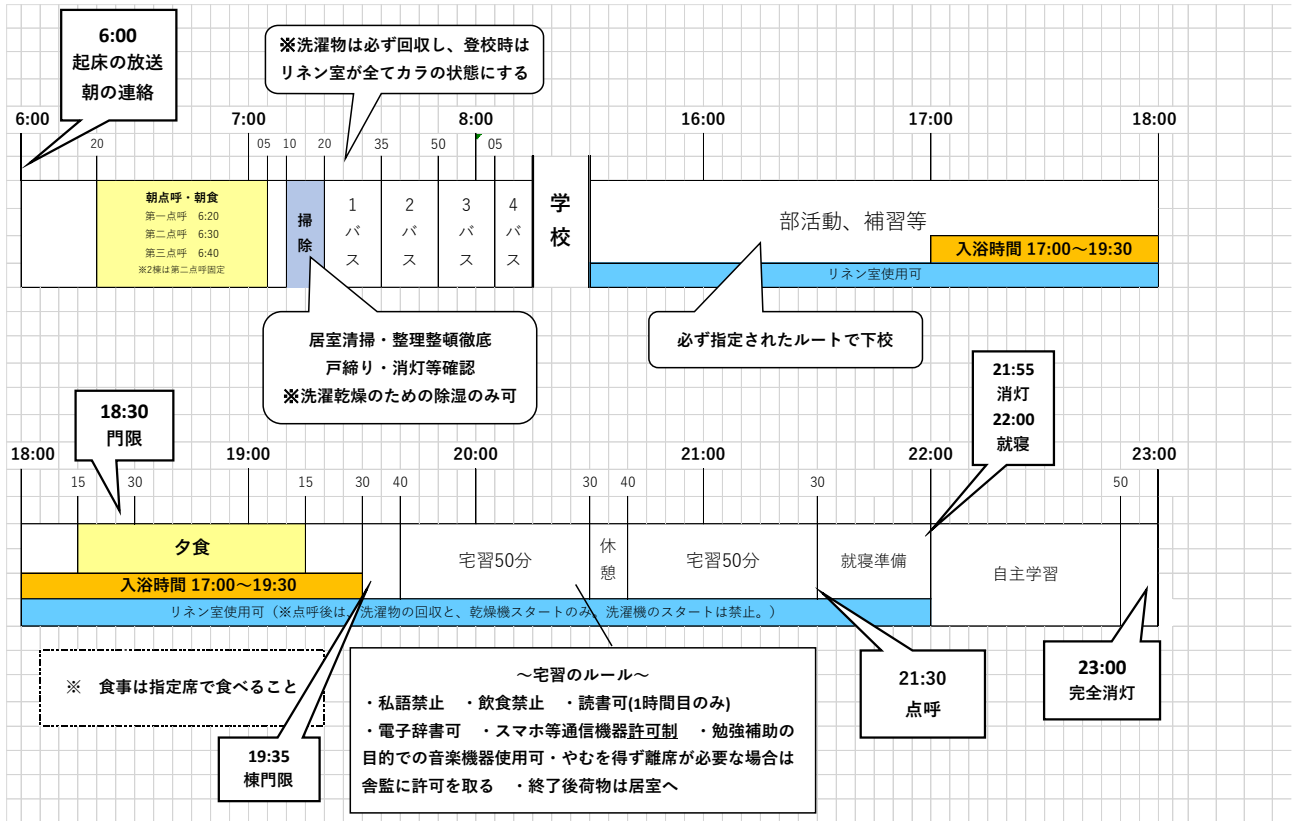 6:00
起床の放送
朝の連絡
※洗濯物は必ず回収し、登校時は
リネン室が全てカラの状態にする
6:00 7:00 8:00 16:00 17:00 18:00
20 05 10 20 35 50 05
朝点呼・朝食
第一点呼 6:20
第二点呼 6:30
第三点呼 6:40
※2棟は第二点呼固定
掃除
1バス
2バス
3バス
4バス
学校
部活動、補習等
入浴時間 17:00～19:30
リネン室使用可
居室清掃・整理整頓徹底
戸締り・消灯等確認
※洗濯乾燥のための除湿のみ可
必ず指定されたルートで下校
18:30
門限
21:55
消灯
22:00
就寝
18:00 19:00 20:00 21:00 22:00 23:00
15 30 15 30 40 30 40 30 50
夕食
宅習50分
休憩
宅習50分
就寝準備
自主学習
入浴時間 17:00～19:30
リネン室使用可（※点呼後は、洗濯物の回収と、乾燥機スタートのみ。洗濯機のスタートは禁止。）
※ 食事は指定席で食べること
19:35
棟門限
～宅習のルール～
・私語禁止 ・飲食禁止 ・読書可(1時間目のみ)
・電子辞書可 ・スマホ等通信機器許可制 ・勉強補助の
目的での音楽機器使用可・やむを得ず離席が必要な場合は
舎監に許可を取る ・終了後荷物は居室へ
21:30
点呼
23:00
完全消灯